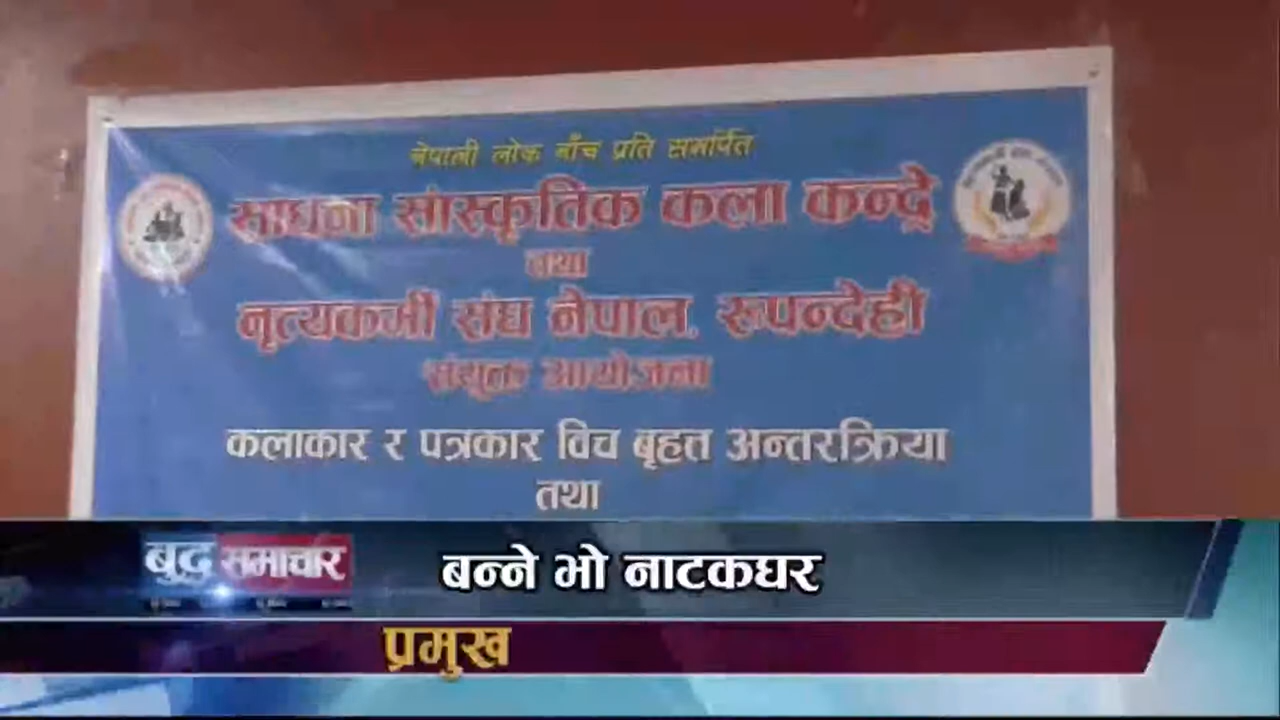 नेपाली लोक नाँच प्रति समर्पित
साधना सांस्कृतिक कला कन्द्रे
तथा
नृत्यकर्मी संघ नेपाल, रूपन्देही
संयुक्त आयोजना
कलाकार र पत्रकार विच बृहत्त अन्तरक्रिया
तथा
बुद्ध समाचार
बन्ने भो नाटकघर
प्रमुख